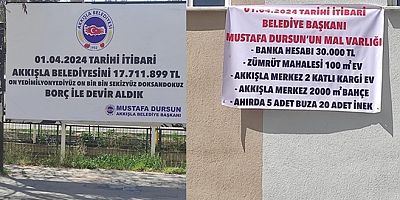 AKKIŞLA BELEDİYESİ
01.04.2024 TARİHİ İTİBARİ
AKKIŞLA BELEDİYESİNİ 17.711.899 TL
ON YEDİMİLYONYEDİYÜZ ON BİR BİN SEKİZYÜZ DOKSANDOKUZ
BORÇ İLE DEVİR ALDIK
MUSTAFA DURSUN
AKKIŞLA BELEDİYE BAŞKANI
01.04.2024 TARİHİ İTİBARİ
BELEDİYE BAŞKANI
MUSTAFA DURSUN'UN MAL VARLIĞI
- BANKA HESABI 30.000 TL
- ZÜMRÜT MAHALESİ 100 m² EV
- AKKIŞLA MERKEZ 2 KATLI KARGİ EV
- AKKIŞLA MERKEZ 2000 m² BAHÇE
- AHIRDA 5 ADET BUZA 20 ADET İNEK